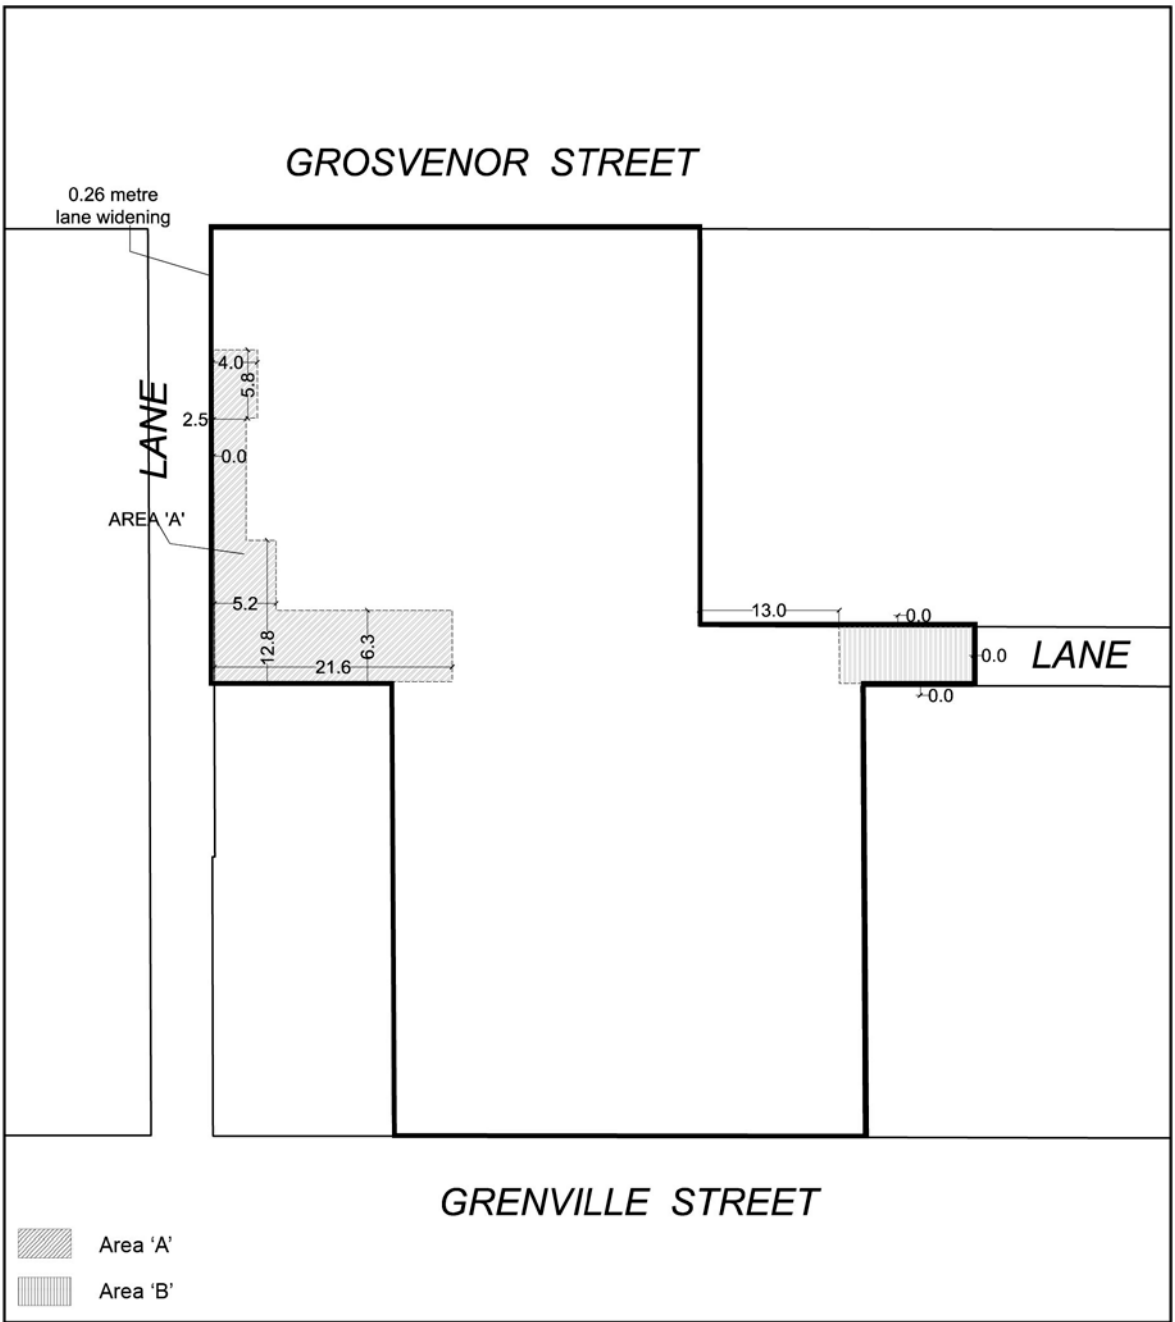 GROSVENOR STREET
0.26 metre
lane widening
4.0
5.8
LANE
2.5
0.0
AREA 'A'
5.2
12.8
6.3
21.6
13.0
0.0
0.0
LANE
0.0
GRENVILLE STREET
Area ‘A’
Area ‘B’